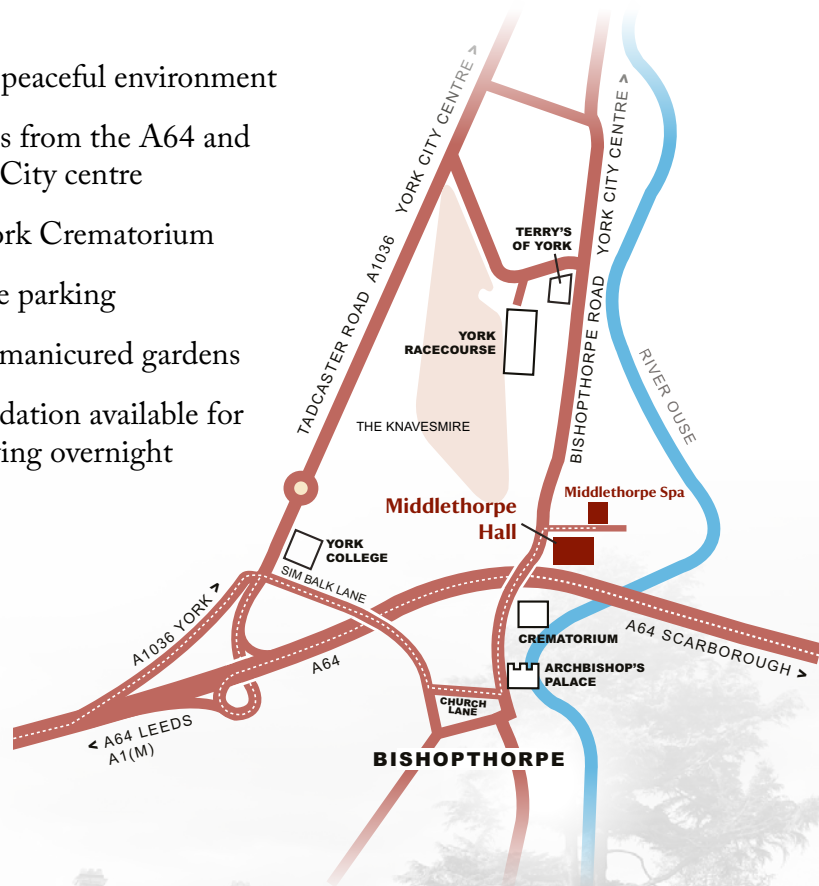 peaceful environment
s from the A64 and
City centre
ork Crematorium
e parking
manicured gardens
dation available for
ing overnight
YORK CITY CENTRE >
YORK CITY CENTRE >
TERRY'S
OF YORK
TADCASTER ROAD A1036
YORK
RACECOURSE
BISHOPTHORPE ROAD
RIVER OUSE
THE KNAVESMIRE
Middlethorpe Spa
Middlethorpe
Hall
YORK
COLLEGE
SIM BALK LANE
A1036 YORK >
CREMATORIUM
A64 SCARBOROUGH >
A64
ARCHBISHOP'S
PALACE
CHURCH
LANE
< A64 LEEDS
A1(M)
BISHOPTHORPE